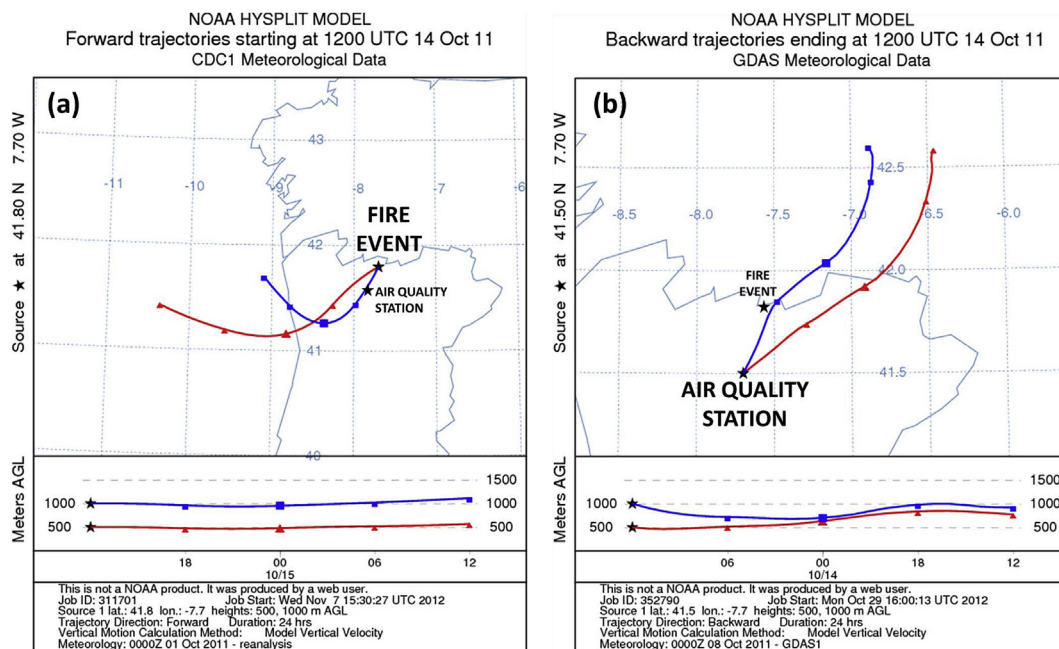 NOAA HYSPLIT MODEL
Forward trajectories starting at 1200 UTC 14 Oct 11
CDC1 Meteorological Data
(a)
Source ★ at 41.80 N 7.70 W
43
-11
-10
-9
-8
-7
-6
FIRE
EVENT
42
AIR QUALITY
STATION
41
40
Meters AGL
1500
1000
1000
500
500
18
00
06
12
10/15
This is not a NOAA product. It was produced by a web user.
Job ID: 311701 Job Start: Wed Nov 7 15:30:27 UTC 2012
Source 1 lat.: 41.8 lon.: -7.7 heights: 500, 1000 m AGL
Trajectory Direction: Forward Duration: 24 hrs
Vertical Motion Calculation Method: Model Vertical Velocity
Meteorology: 0000Z 01 Oct 2011 - reanalysis
NOAA HYSPLIT MODEL
Backward trajectories ending at 1200 UTC 14 Oct 11
GDAS Meteorological Data
(b)
Source ★ at 41.50 N 7.70 W
42.5
-8.5
-8.0
-7.5
-7.0
-6.5
-6.0
42.0
FIRE
EVENT
41.5
AIR QUALITY
STATION
Meters AGL
1500
1000
1000
500
500
06
00
18
12
10/14
This is not a NOAA product. It was produced by a web user.
Job ID: 352790 Job Start: Mon Oct 29 16:00:13 UTC 2012
Source 1 lat.: 41.5 lon.: -7.7 heights: 500, 1000 m AGL
Trajectory Direction: Backward Duration: 24 hrs
Vertical Motion Calculation Method: Model Vertical Velocity
Meteorology: 0000Z 08 Oct 2011 - GDAS1